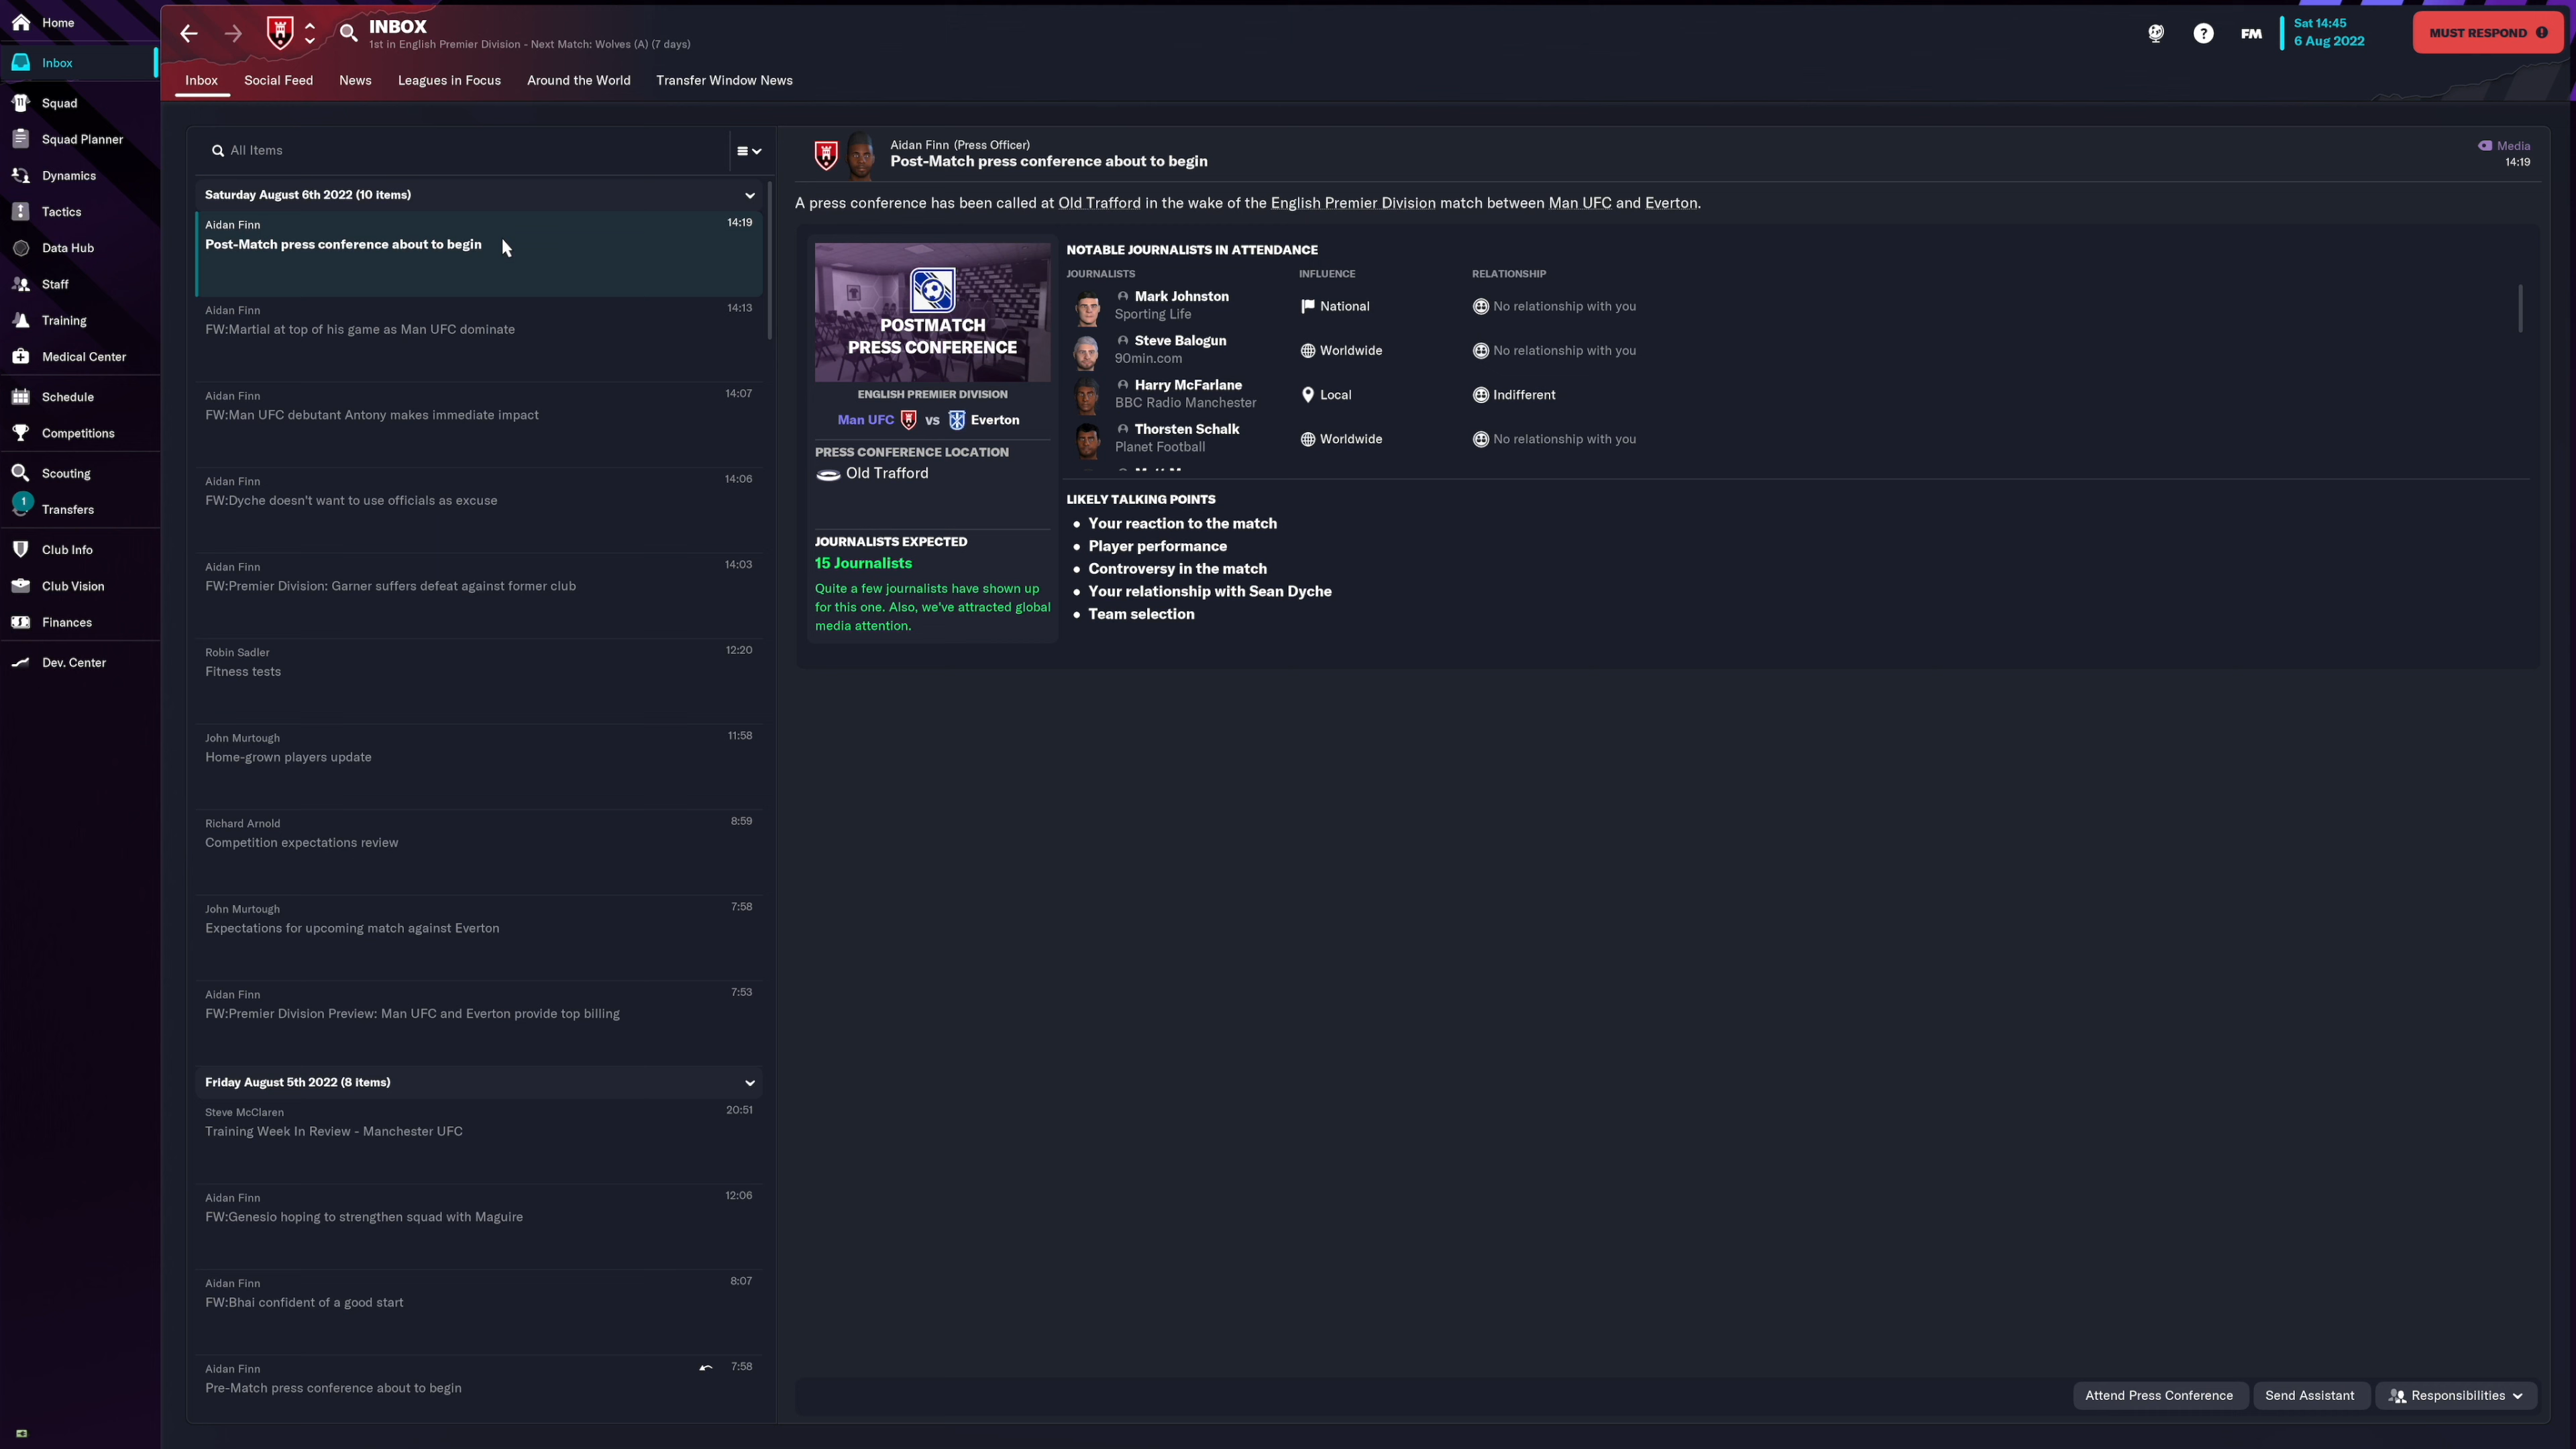 Home
Inbox
Squad
Squad Planner
Dynamics
Tactics
Data Hub
Staff
Training
Medical Center
Schedule
Competitions
Scouting
1
Transfers
Club Info
Club Vision
Finances
Dev. Center
INBOX
1st in English Premier Division - Next Match: Wolves (A) (7 days)
FM
Sat 14:45
6 Aug 2022
MUST RESPOND
Inbox Social Feed News Leagues in Focus Around the World Transfer Window News
All Items
Saturday August 6th 2022 (10 items)
Aidan Finn 14:19
Post-Match press conference about to begin
Aidan Finn 14:13
FW:Martial at top of his game as Man UFC dominate
Aidan Finn 14:07
FW:Man UFC debutant Antony makes immediate impact
Aidan Finn 14:06
FW:Dyche doesn't want to use officials as excuse
Aidan Finn 14:03
FW:Premier Division: Garner suffers defeat against former club
Robin Sadler 12:20
Fitness tests
John Murtough 11:58
Home-grown players update
Richard Arnold 8:59
Competition expectations review
John Murtough 7:58
Expectations for upcoming match against Everton
Aidan Finn 7:53
FW:Premier Division Preview: Man UFC and Everton provide top billing
Friday August 5th 2022 (8 items)
Steve McClaren 20:51
Training Week In Review - Manchester UFC
Aidan Finn 12:06
FW:Genesio hoping to strengthen squad with Maguire
Aidan Finn 8:07
FW:Bhai confident of a good start
Aidan Finn 7:58
Pre-Match press conference about to begin
Aidan Finn (Press Officer)
Post-Match press conference about to begin
Media
14:19
A press conference has been called at Old Trafford in the wake of the English Premier Division match between Man UFC and Everton.
POSTMATCH
PRESS CONFERENCE
ENGLISH PREMIER DIVISION
Man UFC vs Everton
PRESS CONFERENCE LOCATION
Old Trafford
JOURNALISTS EXPECTED
15 Journalists
Quite a few journalists have shown up
for this one. Also, we've attracted global
media attention.
NOTABLE JOURNALISTS IN ATTENDANCE
JOURNALISTS INFLUENCE RELATIONSHIP
Mark Johnston
Sporting Life
National No relationship with you
Steve Balogun
90min.com
Worldwide No relationship with you
Harry McFarlane
BBC Radio Manchester
Local Indifferent
Thorsten Schalk
Planet Football
Worldwide No relationship with you
LIKELY TALKING POINTS
• Your reaction to the match
• Player performance
• Controversy in the match
• Your relationship with Sean Dyche
• Team selection
Attend Press Conference Send Assistant Responsibilities